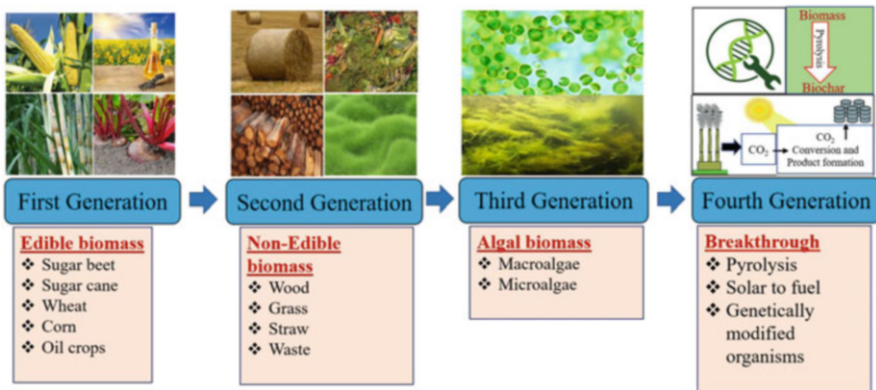 Biomass
Pyrolysis
Biochar
CO2
CO2
Conversion and
Product formation
First Generation
Second Generation
Third Generation
Fourth Generation
Edible biomass
❖ Sugar beet
❖ Sugar cane
❖ Wheat
❖ Corn
❖ Oil crops
Non-Edible
biomass
❖ Wood
❖ Grass
❖ Straw
❖ Waste
Algal biomass
❖ Macroalgae
❖ Microalgae
Breakthrough
❖ Pyrolysis
❖ Solar to fuel
❖ Genetically
modified
organisms